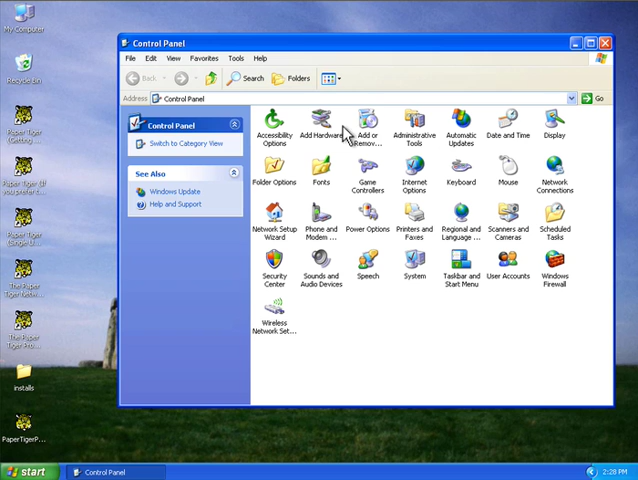 My Computer
Recycle Bin
Paper Tiger
(Getting ...
Paper Tiger (If
you prefer t...
Paper Tiger
(Single U...
The Paper
Tiger Netw...
The Paper
Tiger Pro...
installs
PaperTigerP...
Control Panel
File Edit View Favorites Tools Help
Back Search Folders
Address Control Panel Go
Control Panel
Switch to Category View
See Also
Windows Update
Help and Support
Accessibility
Options
Add Hardware
Add or
Remov...
Administrative
Tools
Automatic
Updates
Date and Time
Display
Folder Options
Fonts
Game
Controllers
Internet
Options
Keyboard
Mouse
Network
Connections
Network Setup
Wizard
Phone and
Modem ...
Power Options
Printers and
Faxes
Regional and
Language ...
Scanners and
Cameras
Scheduled
Tasks
Security
Center
Sounds and
Audio Devices
Speech
System
Taskbar and
Start Menu
User Accounts
Windows
Firewall
Wireless
Network Set...
start
Control Panel
2:28 PM